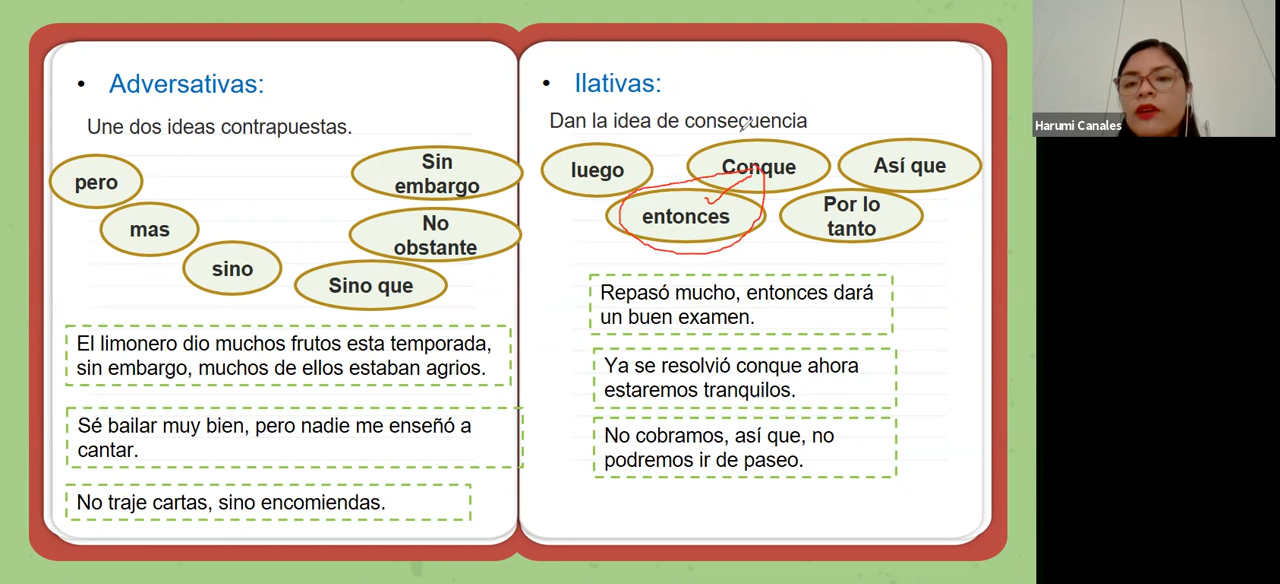 • Adversativas:
Une dos ideas contrapuestas.
pero
mas
sino
Sin
embargo
No
obstante
Sino que
El limonero dio muchos frutos esta temporada,
sin embargo, muchos de ellos estaban agrios.
Sé bailar muy bien, pero nadie me enseñó a
cantar.
No traje cartas, sino encomiendas.
• Ilativas:
Dan la idea de consecuencia
luego
Conque
Así que
entonces
Por lo
tanto
Repasó mucho, entonces dará
un buen examen.
Ya se resolvió conque ahora
estaremos tranquilos.
No cobramos, así que, no
podremos ir de paseo.
Harumi Canales